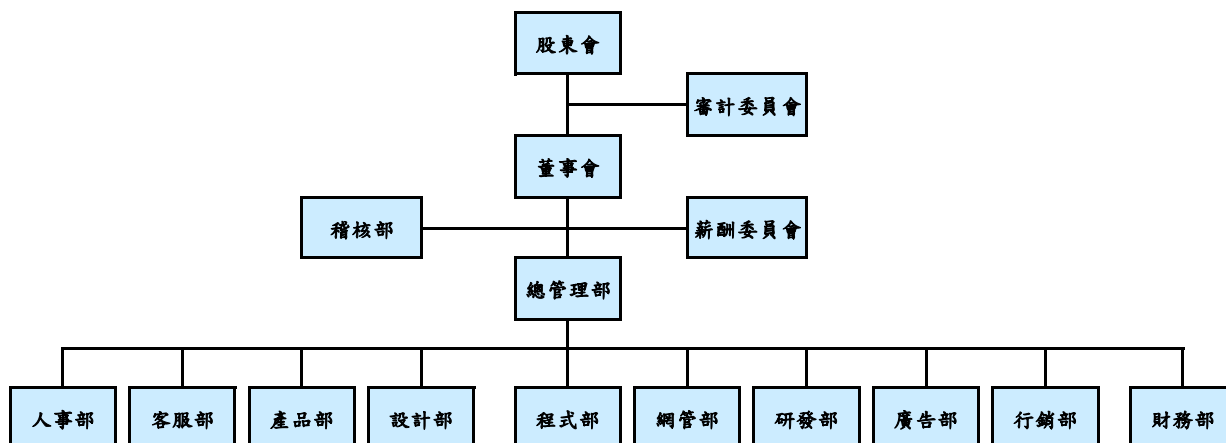 股東會
審計委員會
董事會
稽核部
薪酬委員會
總管理部
人事部
客服部
產品部
設計部
程式部
網管部
研發部
廣告部
行銷部
財務部